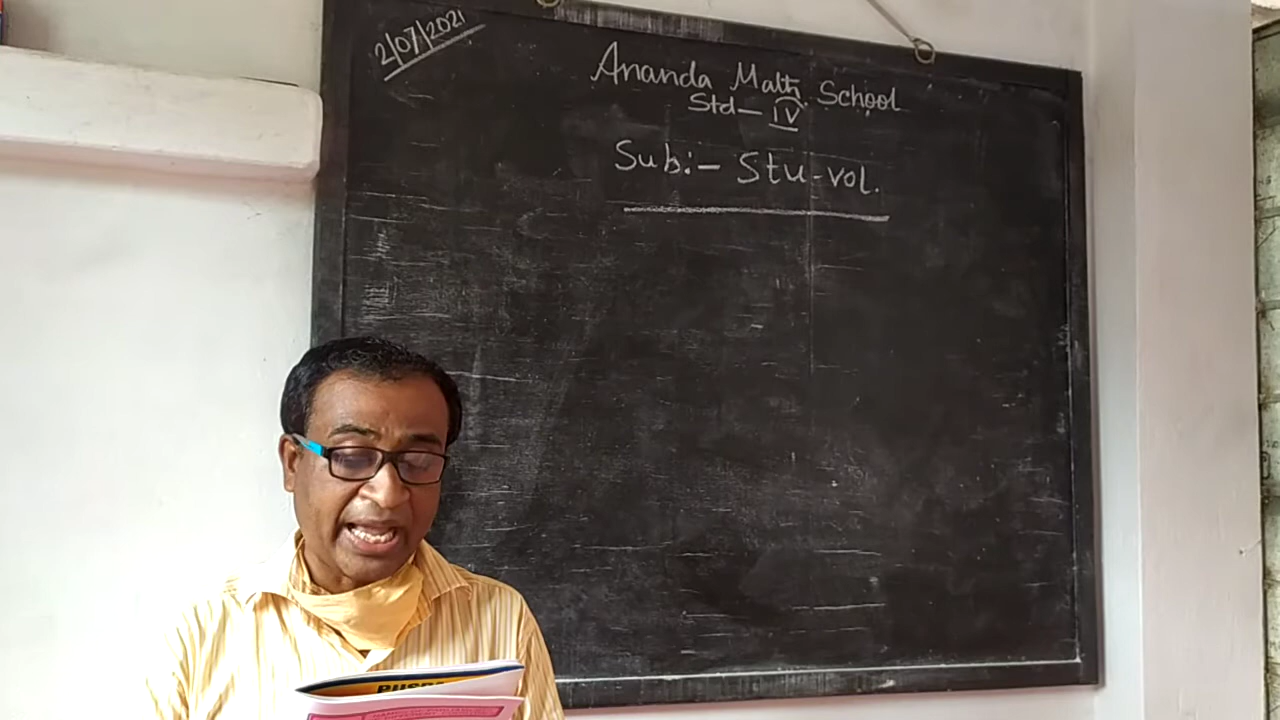 2/07/2021
Ananda Math School
Std- IV
Sub:- Stu-vol.